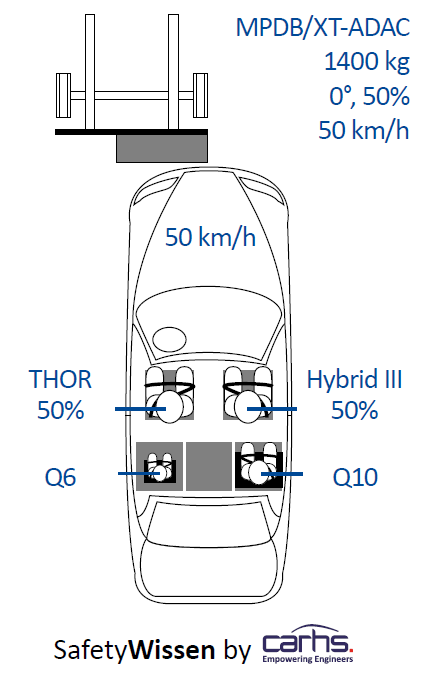 MPDB/XT-ADAC
1400 kg
0°, 50%
50 km/h
50 km/h
THOR
50%
Hybrid III
50%
Q6
Q10
SafetyWissen by carhs.
Empowering Engineers